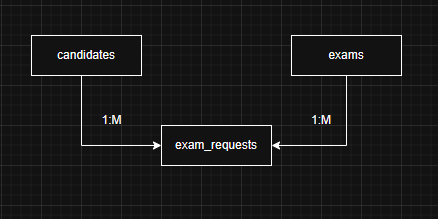 candidates
exams
1:M
1:M
exam_requests